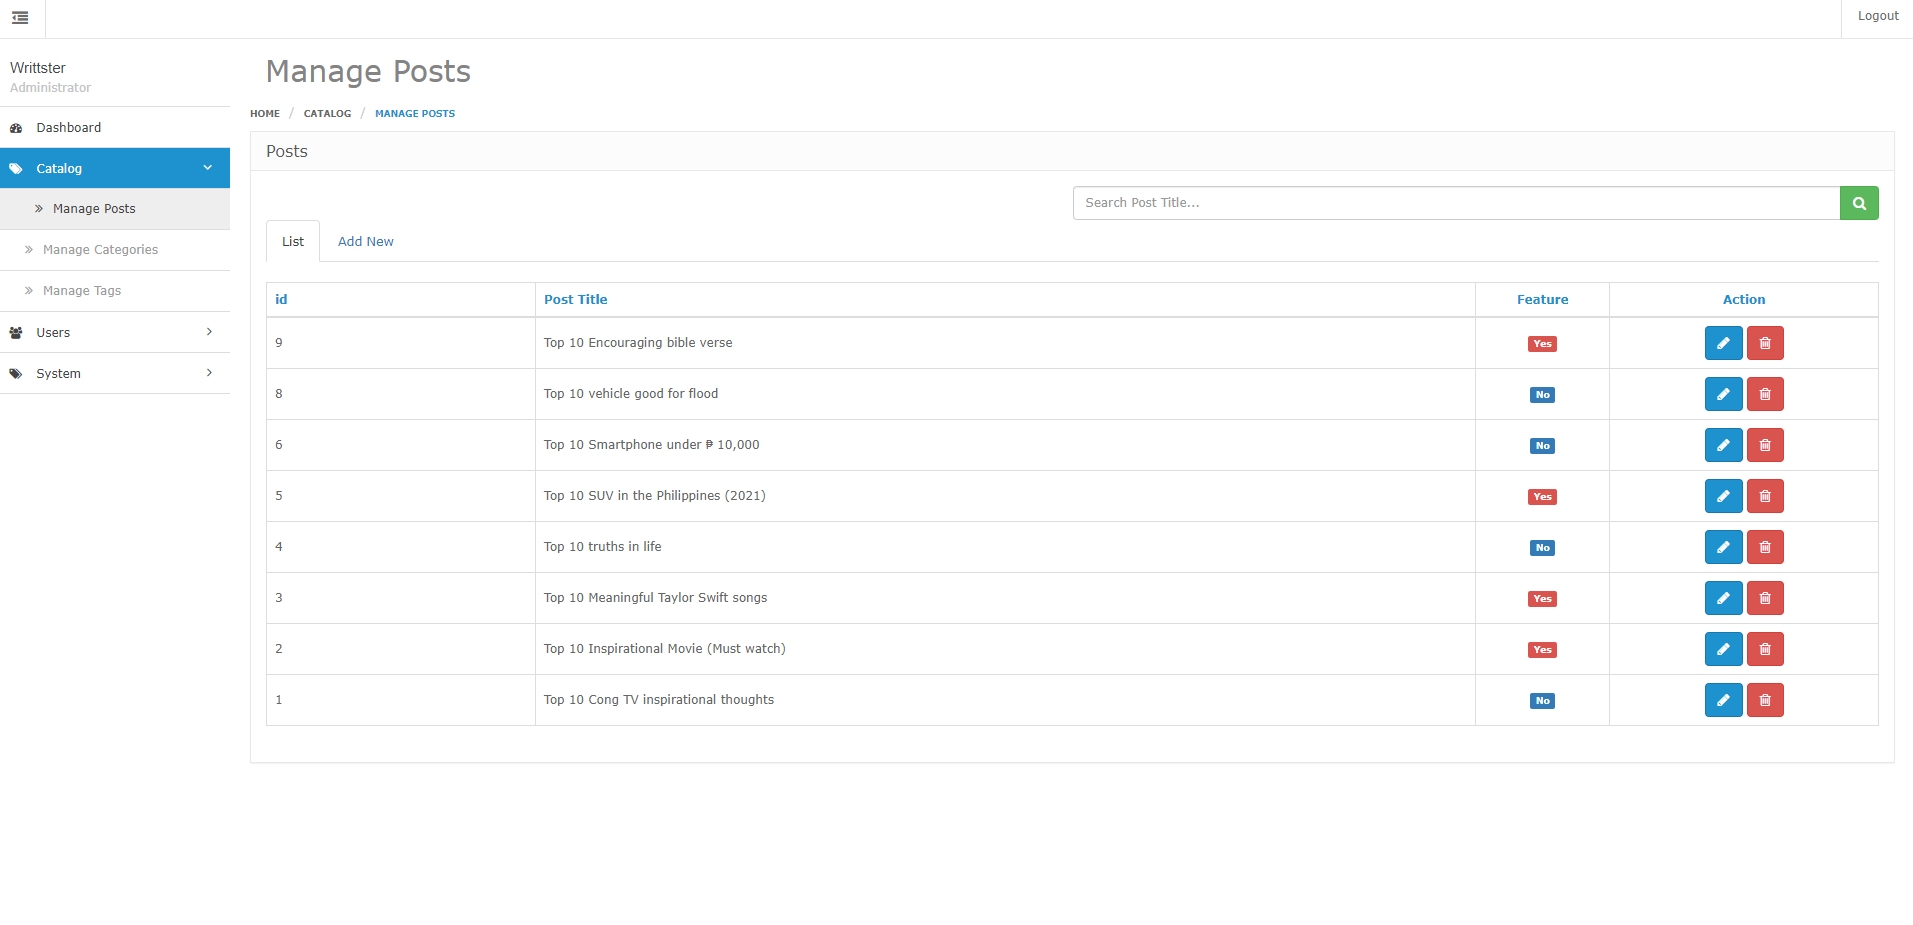 Logout
Writtster
Administrator
Dashboard
Catalog
Manage Posts
Manage Categories
Manage Tags
Users
System
Manage Posts
HOME / CATALOG / MANAGE POSTS
Posts
Search Post Title...
List Add New
id Post Title Feature Action
9 Top 10 Encouraging bible verse Yes
8 Top 10 vehicle good for flood No
6 Top 10 Smartphone under ₱ 10,000 No
5 Top 10 SUV in the Philippines (2021) Yes
4 Top 10 truths in life No
3 Top 10 Meaningful Taylor Swift songs Yes
2 Top 10 Inspirational Movie (Must watch) Yes
1 Top 10 Cong TV inspirational thoughts No